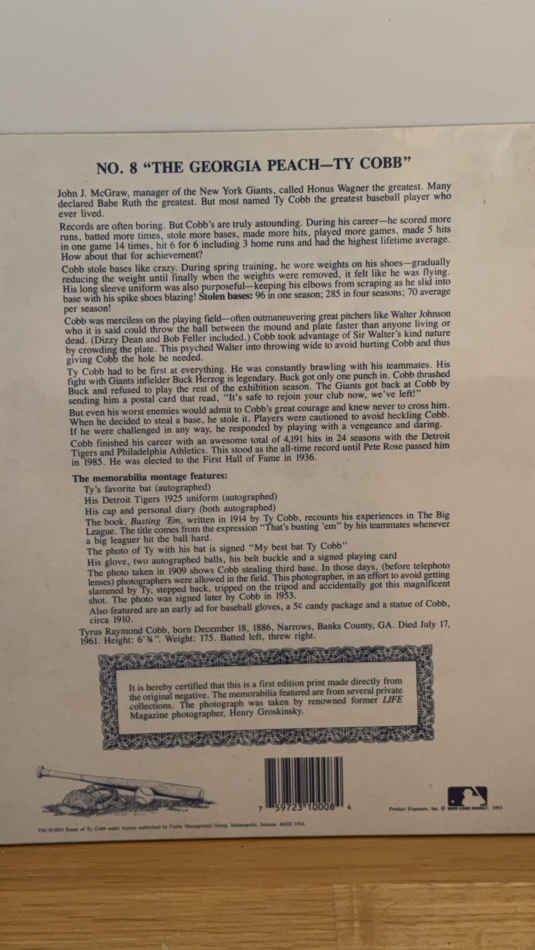 NO. 8 “THE GEORGIA PEACH—TY COBB”
John J. McGraw, manager of the New York Giants, called Honus Wagner the greatest. Many
declared Babe Ruth the greatest. But most named Ty Cobb the greatest baseball player who
ever lived.
Records are often boring. But Cobb's are truly astounding. During his career—he scored more
runs, batted more times, stole more bases, made more hits, played more games, made 5 hits
in one game 14 times, hit 6 for 6 including 3 home runs and had the highest lifetime average.
How about that for achievement?
Cobb stole bases like crazy. During spring training, he wore weights on his shoes—gradually
reducing the weight until finally when the weights were removed, it felt like he was flying.
His long sleeve uniform was also purposeful—keeping his elbows from scraping as he slid into
base with his spike shoes blazing! Stolen bases: 96 in one season; 285 in four seasons; 70 average
per season!
Cobb was merciless on the playing field—often outmaneuvering great pitchers like Walter Johnson
who it is said could throw the ball between the mound and plate faster than anyone living or
dead. (Dizzy Dean and Bob Feller included.) Cobb took advantage of Sir Walter's kind nature
by crowding the plate. This psyched Walter into throwing wide to avoid hurting Cobb and thus
giving Cobb the hole he needed.
Ty Cobb had to be first at everything. He was constantly brawling with his teammates. His
fight with Giants infielder Buck Herzog is legendary. Buck got only one punch in. Cobb thrashed
Buck and refused to play the rest of the exhibition season. The Giants got back at Cobb by
sending him a postal card that read, “It's safe to rejoin your club now, we've left!”
But even his worst enemies would admit to Cobb's great courage and knew never to cross him.
When he decided to steal a base, he stole it. Players were cautioned to avoid heckling Cobb.
If he were challenged in any way, he responded by playing with a vengeance and daring.
Cobb finished his career with an awesome total of 4,191 hits in 24 seasons with the Detroit
Tigers and Philadelphia Athletics. This stood as the all-time record until Pete Rose passed him
in 1985. He was elected to the First Hall of Fame in 1936.
The memorabilia montage features:
Ty's favorite bat (autographed)
His Detroit Tigers 1925 uniform (autographed)
His cap and personal diary (both autographed)
The book, Busting 'Em, written in 1914 by Ty Cobb, recounts his experiences in The Big
League. The title comes from the expression “That's busting 'em” by his teammates whenever
a big leaguer hit the ball hard.
The photo of Ty with his bat is signed “My best bat Ty Cobb”
His glove, two autographed balls, his belt buckle and a signed playing card
The photo taken in 1909 shows Cobb stealing third base. In those days, (before telephoto
lenses) photographers were allowed in the field. This photographer, in an effort to avoid getting
slammed by Ty, stepped back, tripped on the tripod and accidentally got this magnificent
shot. The photo was signed later by Cobb in 1953.
Also featured are an early ad for baseball gloves, a 5¢ candy package and a statue of Cobb,
circa 1910.
Tyrus Raymond Cobb, born December 18, 1886, Narrows, Banks County, GA. Died July 17,
1961. Height: 6'¾". Weight: 175. Batted left, threw right.
It is hereby certified that this is a first edition print made directly from
the original negative. The memorabilia featured are from several private
collections. The photograph was taken by renowned former LIFE
Magazine photographer, Henry Groskinsky.
7 59723 10008 4